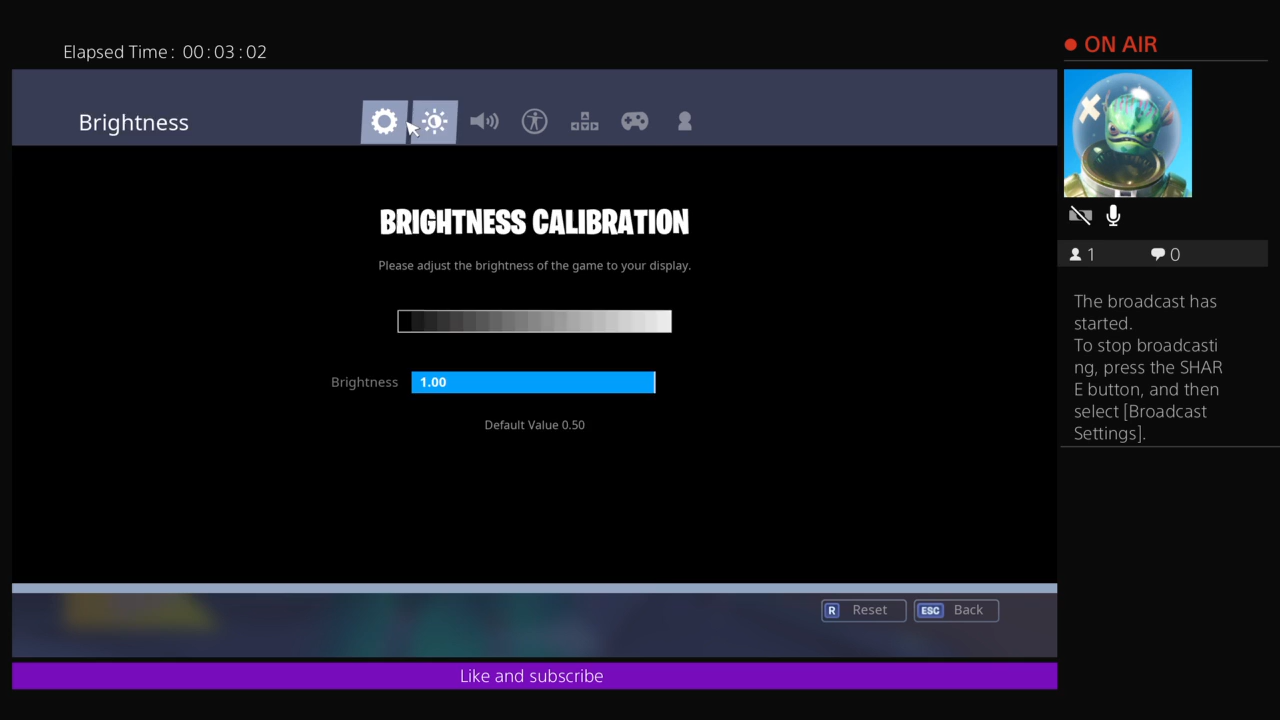 Elapsed Time: 00:03:02
ON AIR
Brightness
BRIGHTNESS CALIBRATION
Please adjust the brightness of the game to your display.
Brightness 1.00
Default Value 0.50
1 0
The broadcast has
started.
To stop broadcasti
ng, press the SHAR
E button, and then
select [Broadcast
Settings].
R Reset ESC Back
Like and subscribe